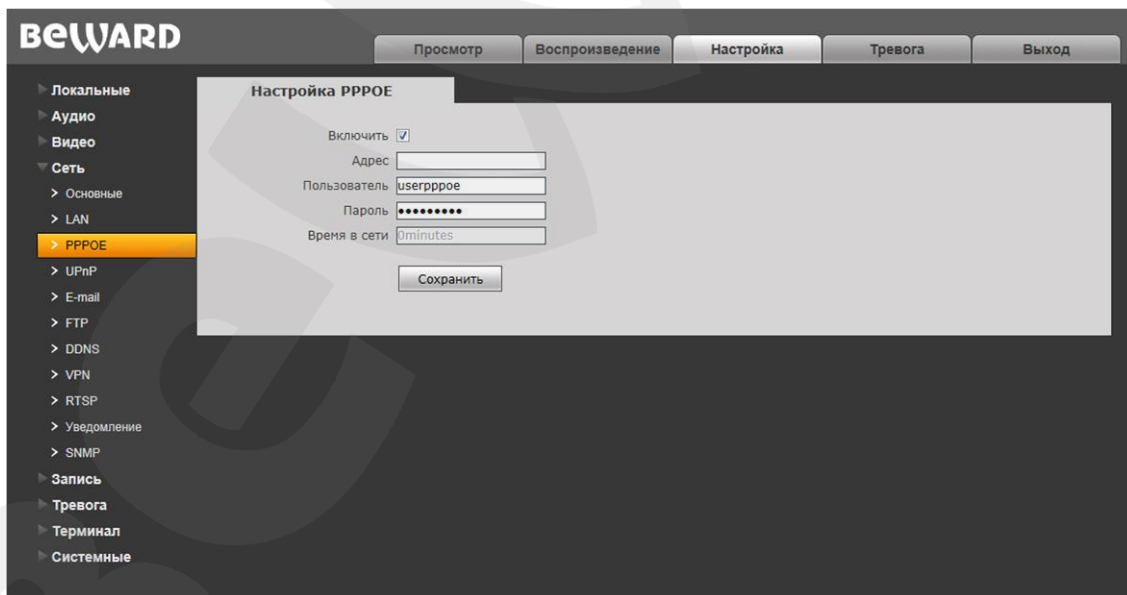 BEWARD
Просмотр Воспроизведение Настройка Тревога Выход
Локальные
Аудио
Видео
Сеть
> Основные
> LAN
> PPPOE
> UPnP
> E-mail
> FTP
> DDNS
> VPN
> RTSP
> Уведомление
> SNMP
Запись
Тревога
Терминал
Системные
Настройка PPPOE
Включить
Адрес
Пользователь userpppoe
Пароль •••••••••
Время в сети 0minutes
Сохранить